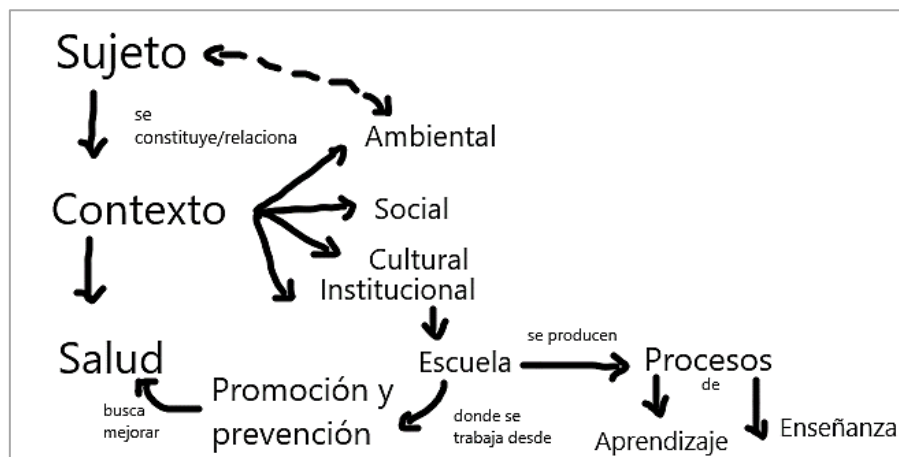 Sujeto
se
constituye/relaciona
Ambiental
Contexto
Social
Cultural
Institucional
Salud
Escuela
se producen
Procesos
de
Promoción y
prevención
busca
mejorar
donde se
trabaja desde
Aprendizaje
Enseñanza